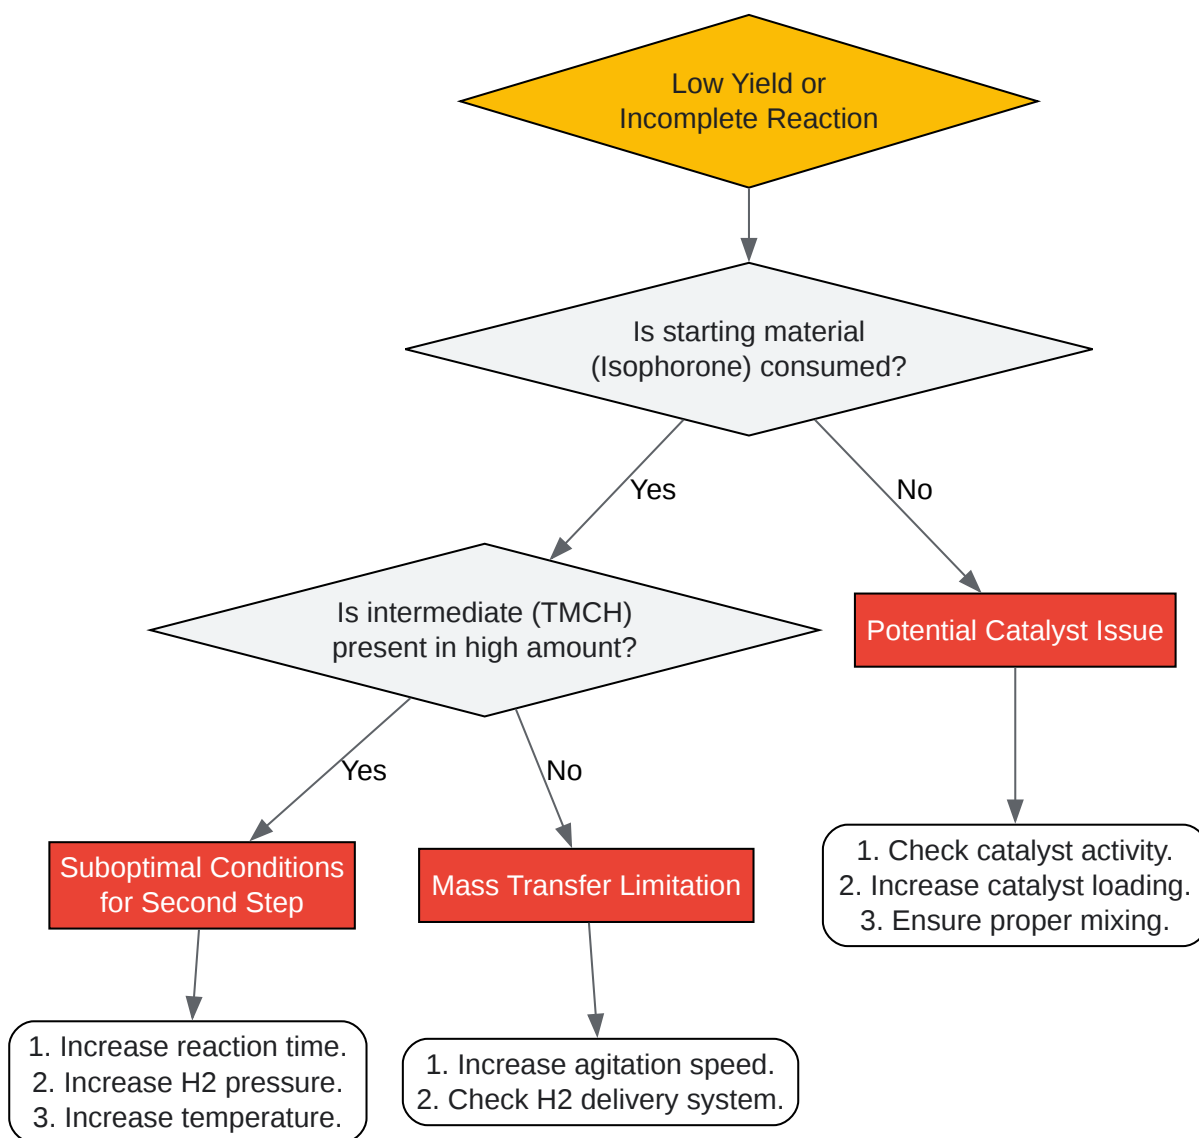 Low Yield or
Incomplete Reaction
Is starting material
(Isophorone) consumed?
Yes
No
Is intermediate (TMCH)
present in high amount?
Potential Catalyst Issue
Yes
No
Suboptimal Conditions
for Second Step
Mass Transfer Limitation
1. Check catalyst activity.
2. Increase catalyst loading.
3. Ensure proper mixing.
1. Increase reaction time.
2. Increase H2 pressure.
3. Increase temperature.
1. Increase agitation speed.
2. Check H2 delivery system.